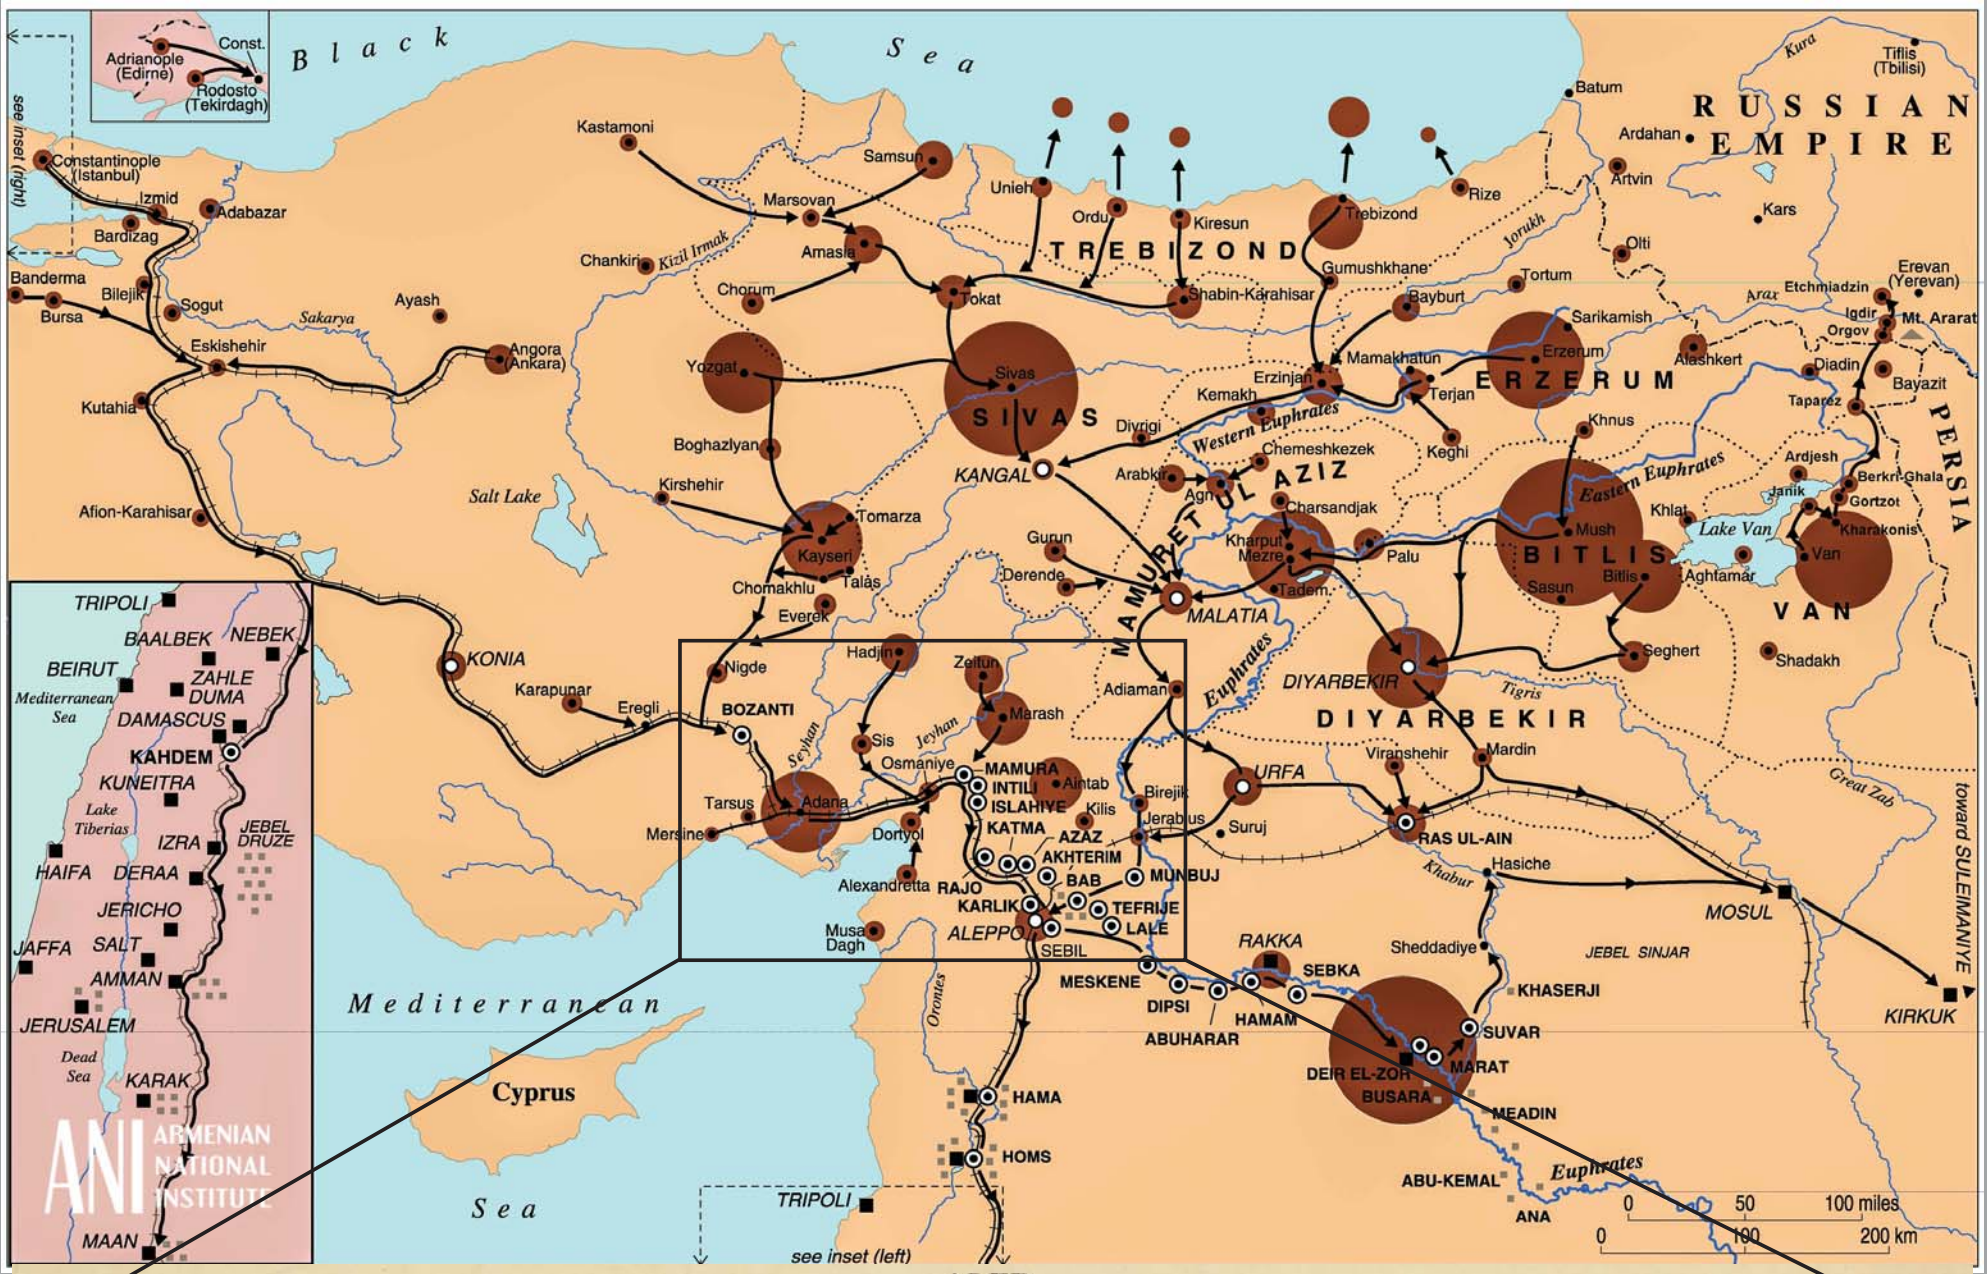 Black Sea
Const.
Adrianople
(Edirne)
Rodosto
(Tekirdagh)
see inset (right)
Constantinople
(Istanbul)
Izmid
Bardizag
Adabazar
Banderma
Bursa
Bilejik
Sogut
Ayash
Sakarya
Eskishehir
Angora
(Ankara)
Kutahia
Afion-Karahisar
Salt Lake
KONIA
Karapunar
Eregli
Kastamoni
Samsun
Marsovan
Amasia
Chankiri
Kizil Irmak
Chorum
Tokat
Yozgat
Boghazlyan
Kirshehir
Tomarza
Kayseri
Talas
Chomakhlu
Everek
Nigde
BOZANTI
Unieh
Ordu
Kiresun
TREBIZOND
Trebizond
Rize
Batum
Shabin-Karahisar
Gumushkhane
Bayburt
Jorukh
Tortum
Olti
Artvin
Ardahan
Kars
Kura
Tiflis
(Tbilisi)
RUSSIAN
EMPIRE
Erevan
(Yerevan)
Etchmiadzin
Arax
Igdir
Mt. Ararat
Orgov
Sarikamish
Alashkert
Diadin
Bayazit
Taparez
PERSIA
Sivas
SIVAS
KANGAL
Divrigi
Kemakh
Erzinjan
Mamakhatun
Terjan
Erzerum
ERZERUM
Western Euphrates
Keghi
Khnus
Chemeshkezek
Arabkir
Agn
MAMURET UL AZIZ
Charsandjak
Kharput
Mezre
Tadem
Palu
Gurun
Derende
MALATIA
Eastern Euphrates
Mush
BITLIS
Sasun
Bitlis
Khlat
Lake Van
Aghtamar
Ardjesh
Janik
Berkri-Ghala
Gortzot
Kharakonis
Van
VAN
Shadakh
Seghert
DIYARBEKIR
Tigris
DIYARBEKIR
Mardin
Viranshehir
Euphrates
Adiaman
URFA
Hadjin
Zeitun
Marash
Seyhan
Jeyhan
Sis
Osmaniye
MAMURA
INTILI
ISLAHIYE
Aintab
Kilis
Birejik
Jerablus
Suruj
Tarsus
Mersine
Adana
Dortyol
Alexandretta
KATMA
AZAZ
AKHTERIM
RAJO
BAB
MUNBUJ
KARLIK
TEFRIJE
LALE
ALEPPO
SEBIL
Musa
Dagh
RAS UL-AIN
Khabur
Hasiche
Great Zab
MOSUL
toward SULEIMANIYE
KIRKUK
Sheddadiye
JEBEL SINJAR
KHASERJI
MESKENE
DIPSI
ABUHARAR
RAKKA
HAMAM
SEBKA
SUVAR
DEIR EL-ZOR
MARAT
BUSARA
MEADIN
ABU-KEMAL
Euphrates
ANA
Orontes
HAMA
HOMS
TRIPOLI
see inset (left)
Mediterranean
Sea
Cyprus
0 50 100 miles
0 100 200 km
TRIPOLI
BAALBEK
NEBEK
BEIRUT
ZAHLE
DUMA
Mediterranean
Sea
DAMASCUS
KAHDEM
KUNEITRA
Lake
Tiberias
IZRA
JEBEL
DRUZE
HAIFA
DERAA
JERICHO
JAFFA
SALT
AMMAN
JERUSALEM
Dead
Sea
KARAK
ANI
ARMENIAN
NATIONAL
INSTITUTE
MAAN